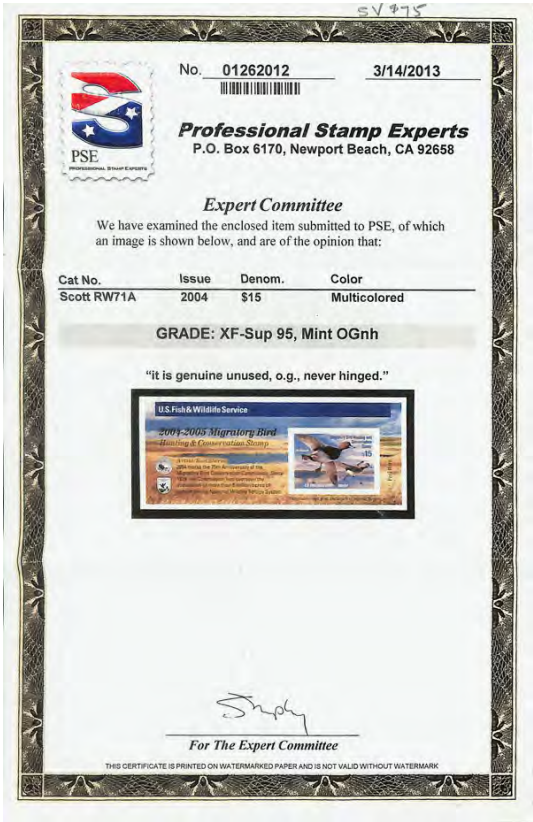 SV $75
No. 01262012 3/14/2013
PSE
PROFESSIONAL STAMP EXPERTS
Professional Stamp Experts
P.O. Box 6170, Newport Beach, CA 92658
Expert Committee
We have examined the enclosed item submitted to PSE, of which
an image is shown below, and are of the opinion that:
Cat No. Issue Denom. Color
Scott RW71A 2004 $15 Multicolored
GRADE: XF-Sup 95, Mint OGnh
“it is genuine unused, o.g., never hinged.”
U.S. Fish & Wildlife Service
2004-2005 Migratory Bird
Hunting & Conservation Stamp
$15
For The Expert Committee
THIS CERTIFICATE IS PRINTED ON WATERMARKED PAPER AND IS NOT VALID WITHOUT WATERMARK